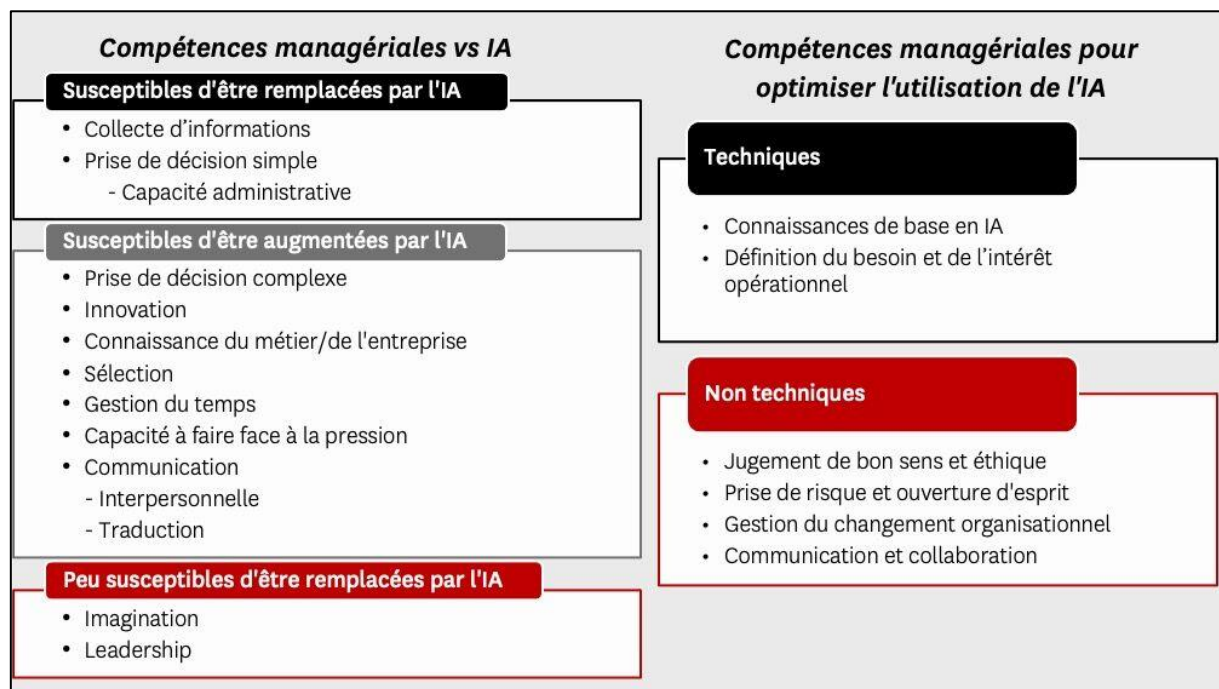 Compétences managériales vs IA
Susceptibles d'être remplacées par l'IA
• Collecte d’informations
• Prise de décision simple
- Capacité administrative
Susceptibles d'être augmentées par l'IA
• Prise de décision complexe
• Innovation
• Connaissance du métier/de l'entreprise
• Sélection
• Gestion du temps
• Capacité à faire face à la pression
• Communication
- Interpersonnelle
- Traduction
Peu susceptibles d'être remplacées par l'IA
• Imagination
• Leadership
Compétences managériales pour
optimiser l'utilisation de l'IA
Techniques
• Connaissances de base en IA
• Définition du besoin et de l’intérêt
opérationnel
Non techniques
• Jugement de bon sens et éthique
• Prise de risque et ouverture d'esprit
• Gestion du changement organisationnel
• Communication et collaboration